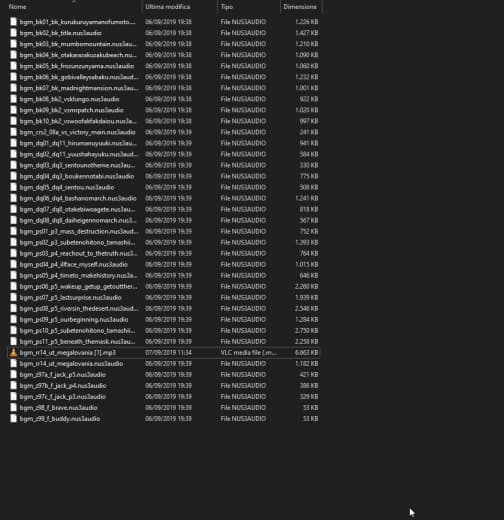 Nome Ultima modifica Tipo Dimensione
bgm_bk01_bk_kurukuruyamanofumoto.... 06/09/2019 19:38 File NUS3AUDIO 1.226 KB
bgm_bk02_bk_title.nus3audio 06/09/2019 19:38 File NUS3AUDIO 1.427 KB
bgm_bk03_bk_mumbomountain.nus3au... 06/09/2019 19:38 File NUS3AUDIO 1.210 KB
bgm_bk04_bk_otakarazakuzakubeach.nu... 06/09/2019 19:38 File NUS3AUDIO 1.090 KB
bgm_bk05_bk_frozunzunyama.nus3audio 06/09/2019 19:38 File NUS3AUDIO 1.060 KB
bgm_bk06_bk_gobivalleysabaku.nus3audio 06/09/2019 19:38 File NUS3AUDIO 1.232 KB
bgm_bk07_bk_madnightmansion.nus3au... 06/09/2019 19:38 File NUS3AUDIO 1.001 KB
bgm_bk08_bk2_vsklungo.nus3audio 06/09/2019 19:38 File NUS3AUDIO 922 KB
bgm_bk09_bk2_vsmrpatch.nus3audio 06/09/2019 19:38 File NUS3AUDIO 1.020 KB
bgm_bk10_bk2_vswoofakfakdaiou.nus3a... 06/09/2019 19:38 File NUS3AUDIO 997 KB
bgm_crs2_08a_vs_victory_main.nus3audio 06/09/2019 19:39 File NUS3AUDIO 241 KB
bgm_dq01_dq11_hirumanuyuuki.nus3au... 06/09/2019 19:39 File NUS3AUDIO 941 KB
bgm_dq02_dq11_yuushahayuku.nus3au... 06/09/2019 19:39 File NUS3AUDIO 584 KB
bgm_dq03_dq3_sentounotheme.nus3au... 06/09/2019 19:39 File NUS3AUDIO 330 KB
bgm_dq04_dq3_boukennotabi.nus3audio 06/09/2019 19:39 File NUS3AUDIO 775 KB
bgm_dq05_dq4_sentou.nus3audio 06/09/2019 19:39 File NUS3AUDIO 508 KB
bgm_dq06_dq4_bashanomarch.nus3audio 06/09/2019 19:39 File NUS3AUDIO 1.241 KB
bgm_dq07_dq8_otakebiwoagete.nus3au... 06/09/2019 19:39 File NUS3AUDIO 818 KB
bgm_dq08_dq8_daiheigennomarch.nus3... 06/09/2019 19:39 File NUS3AUDIO 567 KB
bgm_ps01_p3_mass_destruction.nus3aud... 06/09/2019 19:39 File NUS3AUDIO 752 KB
bgm_ps02_p3_subetenohitono_tamashii... 06/09/2019 19:39 File NUS3AUDIO 1.393 KB
bgm_ps03_p4_reachout_to_thetruth.nus3... 06/09/2019 19:39 File NUS3AUDIO 764 KB
bgm_ps04_p4_illface_myself.nus3audio 06/09/2019 19:39 File NUS3AUDIO 1.015 KB
bgm_ps05_p4_timeto_makehistory.nus3a... 06/09/2019 19:39 File NUS3AUDIO 646 KB
bgm_ps06_p5_wakeup_getup_getoutther... 06/09/2019 19:39 File NUS3AUDIO 2.260 KB
bgm_ps07_p5_lastsurprise.nus3audio 06/09/2019 19:39 File NUS3AUDIO 1.939 KB
bgm_ps08_p5_riversin_thedesert.nus3aud... 06/09/2019 19:39 File NUS3AUDIO 2.546 KB
bgm_ps09_p5_ourbeginning.nus3audio 06/09/2019 19:39 File NUS3AUDIO 1.284 KB
bgm_ps10_p5_subetenohitono_tamashii... 06/09/2019 19:39 File NUS3AUDIO 2.750 KB
bgm_ps11_p5_beneath_themask.nus3au... 06/09/2019 19:39 File NUS3AUDIO 2.258 KB
bgm_rr14_ut_megalovania [1].mp3 07/09/2019 11:34 VLC media file (.m... 6.663 KB
bgm_rr14_ut_megalovania.nus3audio 06/09/2019 19:39 File NUS3AUDIO 1.182 KB
bgm_z97a_f_jack_p5.nus3audio 06/09/2019 19:39 File NUS3AUDIO 421 KB
bgm_z97b_f_jack_p4.nus3audio 06/09/2019 19:39 File NUS3AUDIO 386 KB
bgm_z97c_f_jack_p3.nus3audio 06/09/2019 19:39 File NUS3AUDIO 329 KB
bgm_z98_f_brave.nus3audio 06/09/2019 19:39 File NUS3AUDIO 53 KB
bgm_z99_f_buddy.nus3audio 06/09/2019 19:39 File NUS3AUDIO 53 KB